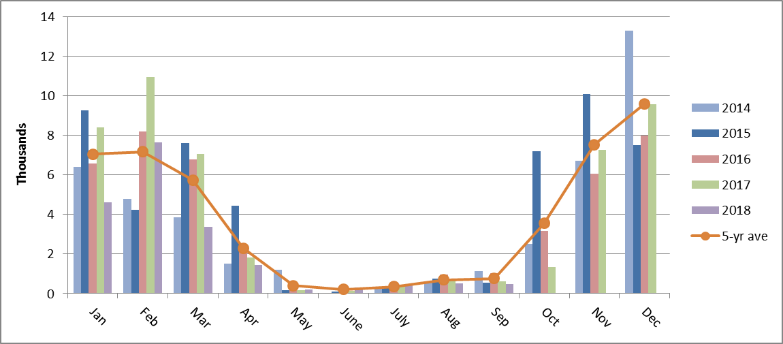 14
12
10
8
6
4
2
0
Thousands
Jan
Feb
Mar
Apr
May
June
July
Aug
Sep
Oct
Nov
Dec
2014
2015
2016
2017
2018
5-yr ave